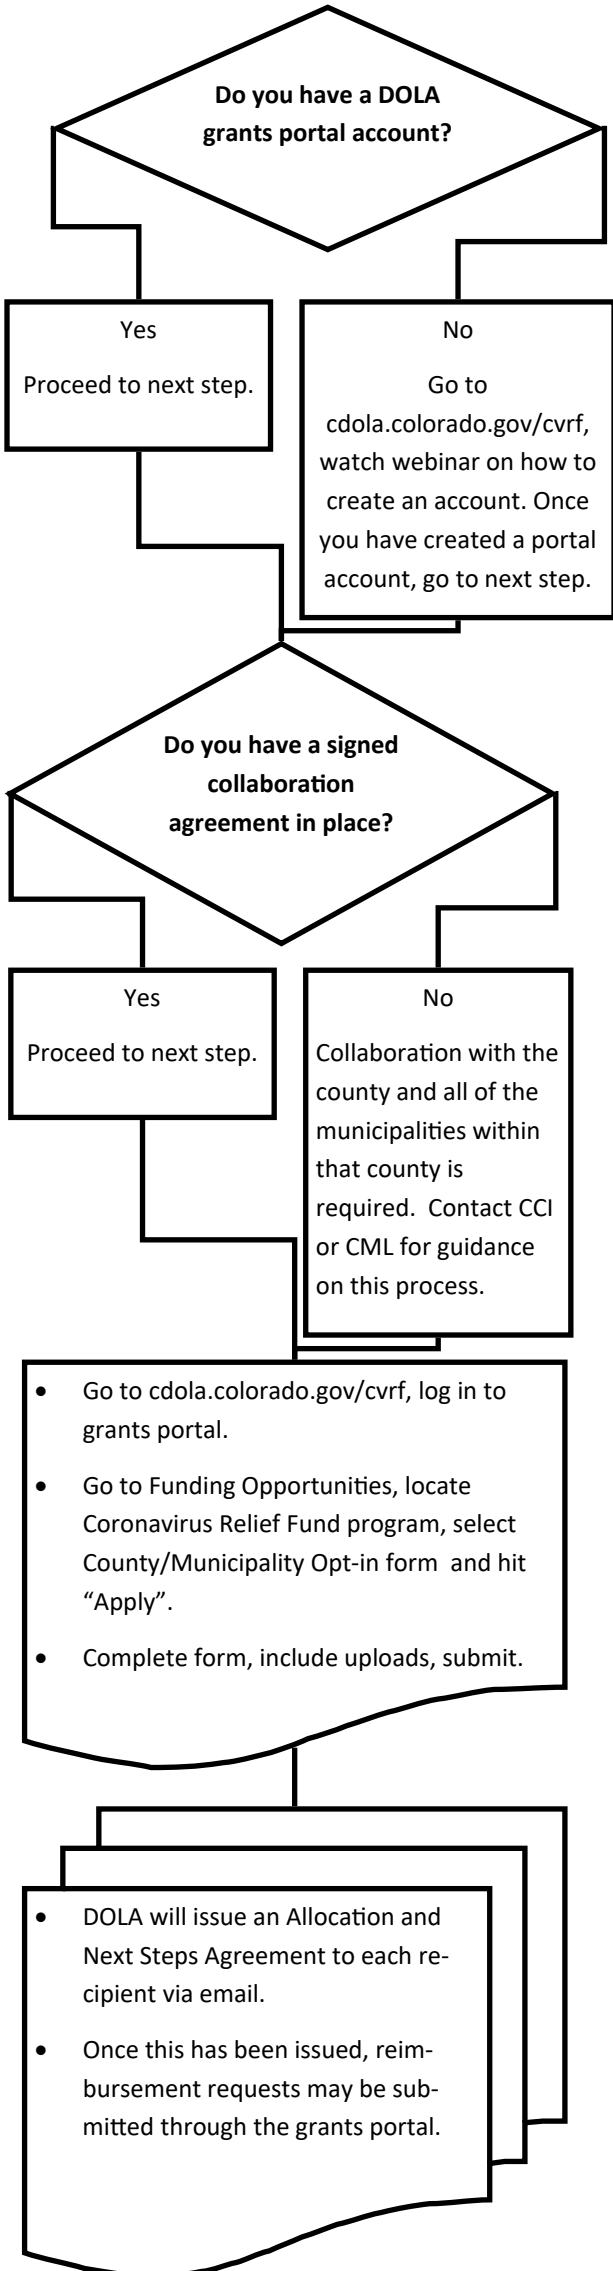 Do you have a DOLA
grants portal account?
Yes
Proceed to next step.
No
Go to
cdola.colorado.gov/cvrf,
watch webinar on how to
create an account. Once
you have created a portal
account, go to next step.
Do you have a signed
collaboration
agreement in place?
Yes
Proceed to next step.
No
Collaboration with the
county and all of the
municipalities within
that county is
required.  Contact CCI
or CML for guidance
on this process.
• Go to cdola.colorado.gov/cvrf, log in to
grants portal.
• Go to Funding Opportunities, locate
Coronavirus Relief Fund program, select
County/Municipality Opt-in form  and hit
“Apply”.
• Complete form, include uploads, submit.
• DOLA will issue an Allocation and
Next Steps Agreement to each re-
cipient via email.
• Once this has been issued, reim-
bursement requests may be sub-
mitted through the grants portal.